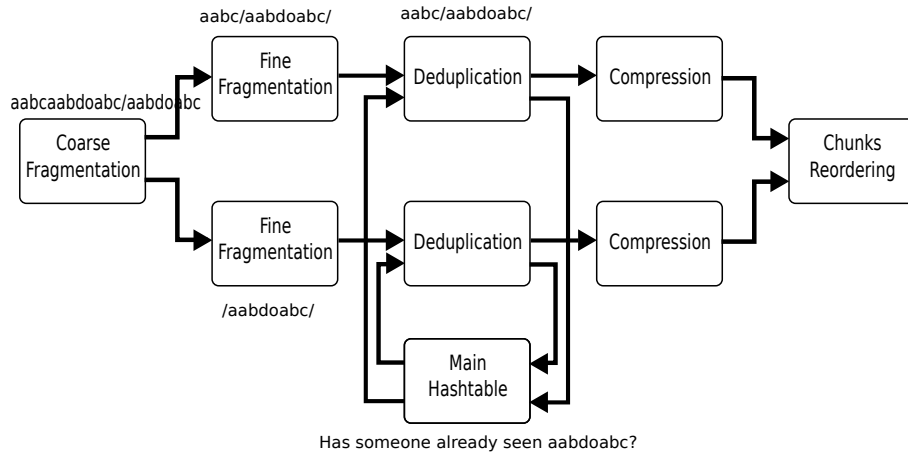 aabc/aabdoabc/
aabc/aabdoabc/
Fine
Fragmentation
Deduplication
Compression
aabcaabdoabc/aabdoabc
Coarse
Fragmentation
Chunks
Reordering
Fine
Fragmentation
Deduplication
Compression
/aabdoabc/
Main
Hashtable
Has someone already seen aabdoabc?